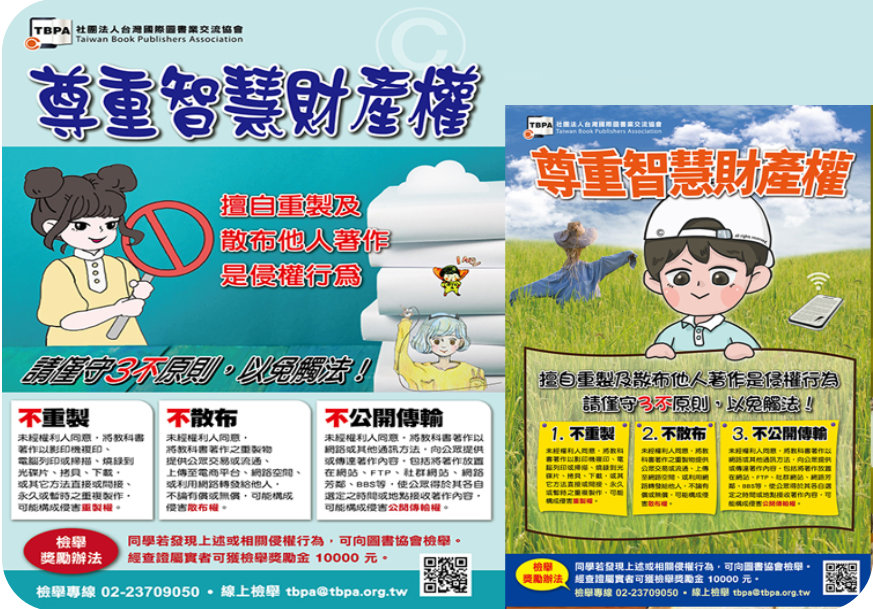 TBPA 社團法人台灣國際圖書業交流協會
Taiwan Book Publishers Association
尊重智慧財產權
擅自重製及
散布他人著作
是侵權行為
請僅守3不原則，以免觸法！
不重製
未經權利人同意，將教科書
著作以影印機複印、
電腦列印或掃描、燒錄到
光碟片、拷貝、下載，
或其它方法直接或間接、
永久或暫時之重複製作，
可能構成侵害重製權。
不散布
未經權利人同意，
將教科書著作之重製物
提供公眾交易或流通、
上傳至電商平台、網路空間、
或利用網路轉發給他人，
不論有償或無償，可能構成
侵害散布權。
不公開傳輸
未經權利人同意，將教科書著作以
網路或其他通訊方法，向公眾提供
或傳達著作內容，包括將著作放置
在網站、FTP、社群網站、網路
芳鄰、BBS等，使公眾得於其各自
選定之時間或地點接收著作內容，
可能構成侵害公開傳輸權。
檢舉
獎勵辦法
同學若發現上述或相關侵權行為，可向圖書協會檢舉。
經查證屬實者可獲檢舉獎勵金 10000 元。
檢舉專線 02-23709050 • 線上檢舉 tbpa@tbpa.org.tw
TBPA 社團法人台灣國際圖書業交流協會
Taiwan Book Publishers Association
尊重智慧財產權
© all rights reserved
擅自重製及散布他人著作是侵權行為
請僅守3不原則，以免觸法！
1. 不重製
未經權利人同意，將教科
書著作以影印機複印、電
腦列印或掃描、燒錄到光
碟片、拷貝、下載，或其
它方法直接或間接、永久
或暫時之重複製作，可能
構成侵害重製權。
2. 不散布
未經權利人同意，將教
科書著作之重製物提供
公眾交易或流通、上傳
至電商平台、網路空
間、或利用網
路轉發給他人，不論有
償或無償，可能構成侵
害散布權。
3. 不公開傳輸
未經權利人同意，將教科書著作以
網路或其他通訊方法，向公眾提供
或傳達著作內容，包括將著作放置
在網站、FTP、社群網站、網路芳
鄰、BBS等，使公眾得於其各自選
定之時間或地點接收著作內容，可
能構成侵害公開傳輸權。
檢舉
獎勵辦法
同學若發現上述或相關侵權行為，可向圖書協會檢舉。
經查證屬實者可獲檢舉獎勵金 10000 元。
檢舉專線 02-23709050 • 線上檢舉 tbpa@tbpa.org.tw